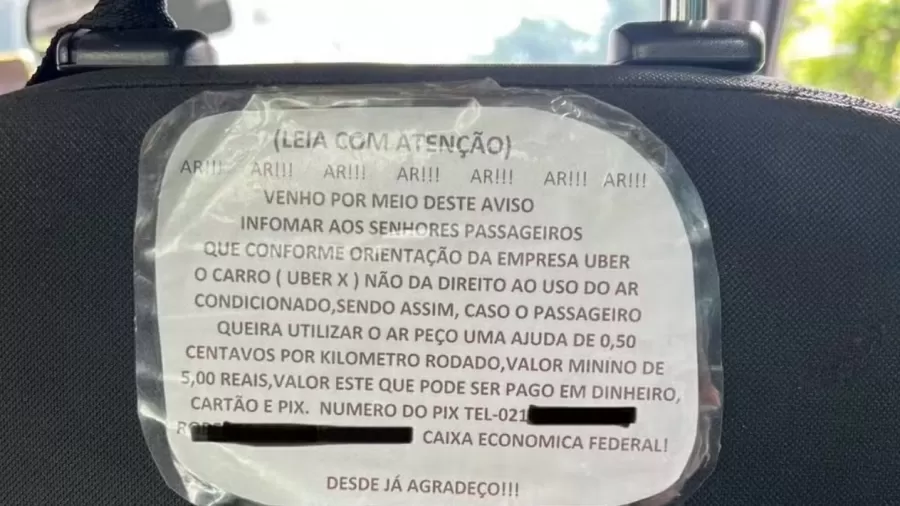 (LEIA COM ATENÇÃO)
AR!!! AR!!! AR!!! AR!!! AR!!! AR!!! AR!!!
VENHO POR MEIO DESTE AVISO
INFOMAR AOS SENHORES PASSAGEIROS
QUE CONFORME ORIENTAÇÃO DA EMPRESA UBER
O CARRO ( UBER X ) NÃO DA DIREITO AO USO DO AR
CONDICIONADO,SENDO ASSIM, CASO O PASSAGEIRO
QUEIRA UTILIZAR O AR PEÇO UMA AJUDA DE 0,50
CENTAVOS POR KILOMETRO RODADO,VALOR MININO DE
5,00 REAIS,VALOR ESTE QUE PODE SER PAGO EM DINHEIRO,
CARTÃO E PIX. NUMERO DO PIX TEL-021
CAIXA ECONOMICA FEDERAL!
DESDE JÁ AGRADEÇO!!!